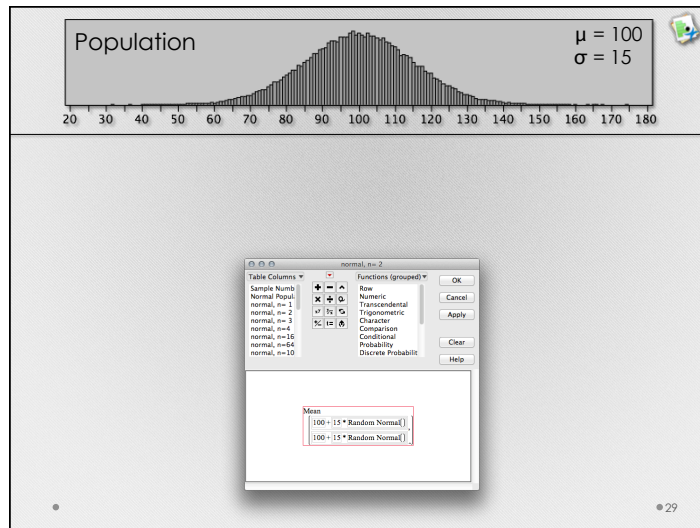 Population
μ = 100
σ = 15
20 30 40 50 60 70 80 90 100 110 120 130 140 150 160 170 180
normal, n= 2
Table Columns
Functions (grouped)
OK
Cancel
Apply
Clear
Help
Sample Numb
Normal Popul
normal, n= 1
normal, n= 2
normal, n= 3
normal, n=4
normal, n=16
normal, n=64
normal, n=10
Row
Numeric
Transcendental
Trigonometric
Character
Comparison
Conditional
Probability
Discrete Probabilit
Mean
100 + 15 * Random Normal[] ,
100 + 15 * Random Normal[]
29